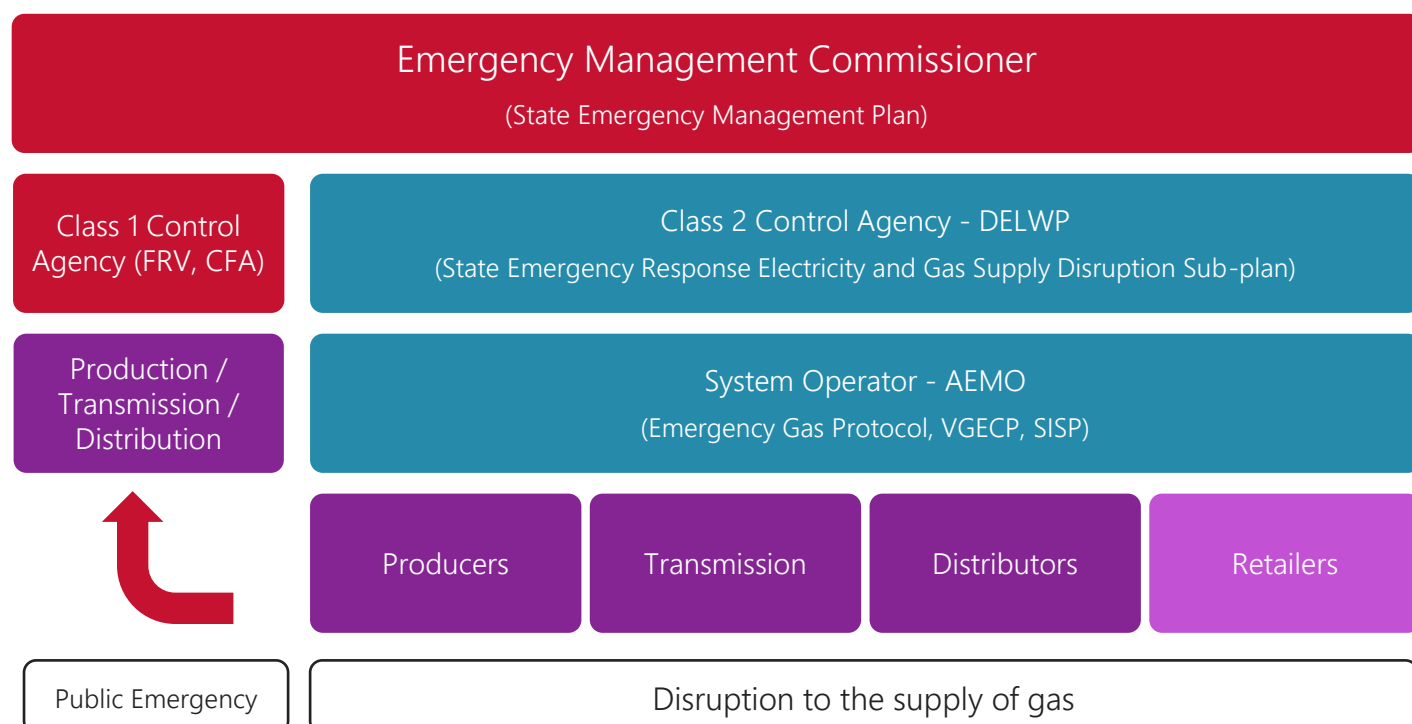 Emergency Management Commissioner
(State Emergency Management Plan)
Class 1 Control
Agency (FRV, CFA)
Class 2 Control Agency - DELWP
(State Emergency Response Electricity and Gas Supply Disruption Sub-plan)
Production /
Transmission /
Distribution
System Operator - AEMO
(Emergency Gas Protocol, VGECP, SISP)
Producers
Transmission
Distributors
Retailers
Public Emergency
Disruption to the supply of gas